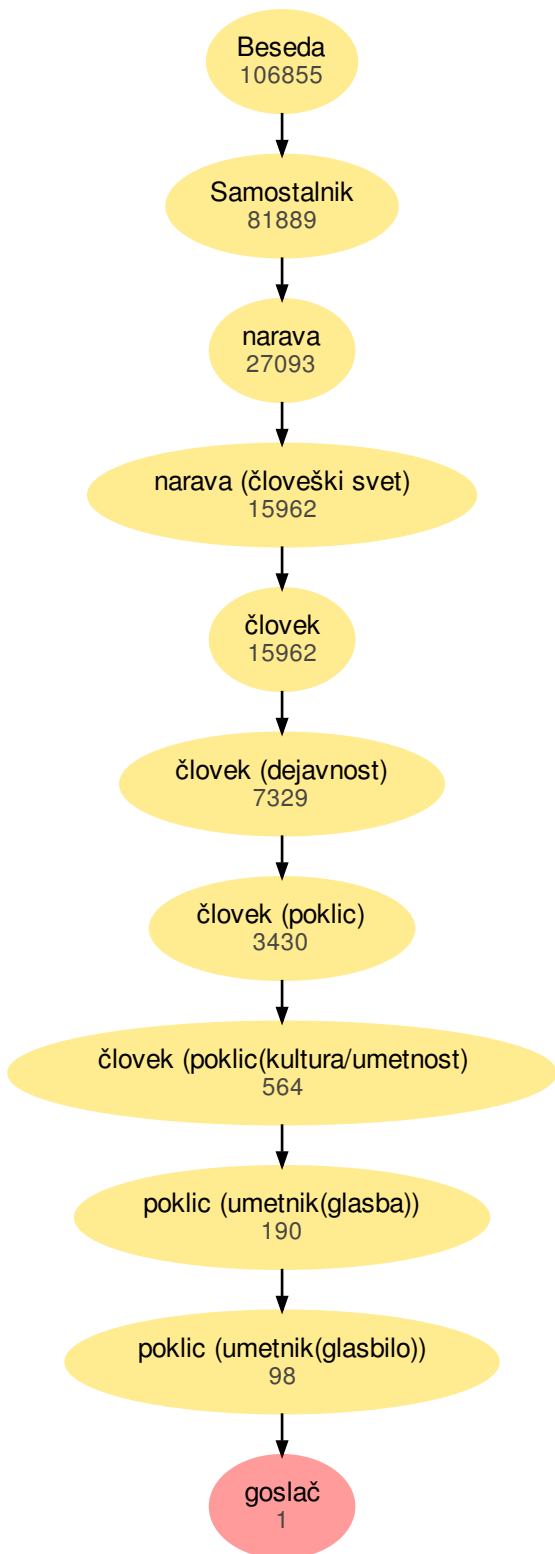 Beseda
106855
Samostalnik
81889
narava
27093
narava (človeški svet)
15962
človek
15962
človek (dejavnost)
7329
človek (poklic)
3430
človek (poklic(kultura/umetnost)
564
poklic (umetnik(glasba))
190
poklic (umetnik(glasbilo))
98
goslač
1